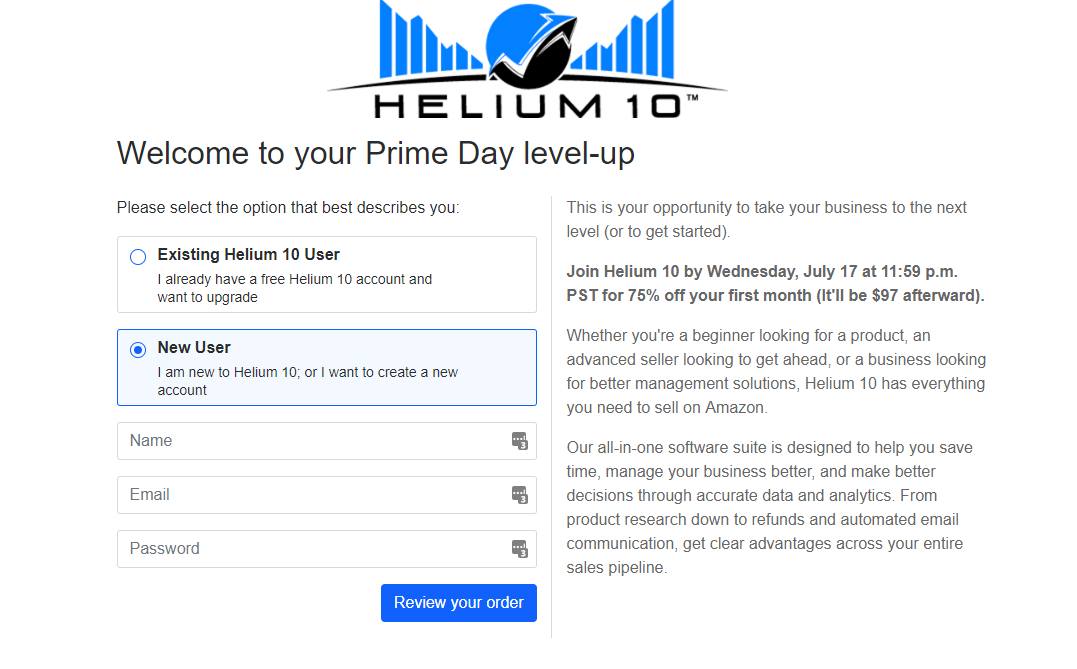 HELIUM 10™
Welcome to your Prime Day level-up
Please select the option that best describes you:
Existing Helium 10 User
I already have a free Helium 10 account and
want to upgrade
New User
I am new to Helium 10; or I want to create a new
account
Name
3
Email
3
Password
3
Review your order
This is your opportunity to take your business to the next
level (or to get started).
Join Helium 10 by Wednesday, July 17 at 11:59 p.m.
PST for 75% off your first month (It'll be $97 afterward).
Whether you're a beginner looking for a product, an
advanced seller looking to get ahead, or a business looking
for better management solutions, Helium 10 has everything
you need to sell on Amazon.
Our all-in-one software suite is designed to help you save
time, manage your business better, and make better
decisions through accurate data and analytics. From
product research down to refunds and automated email
communication, get clear advantages across your entire
sales pipeline.